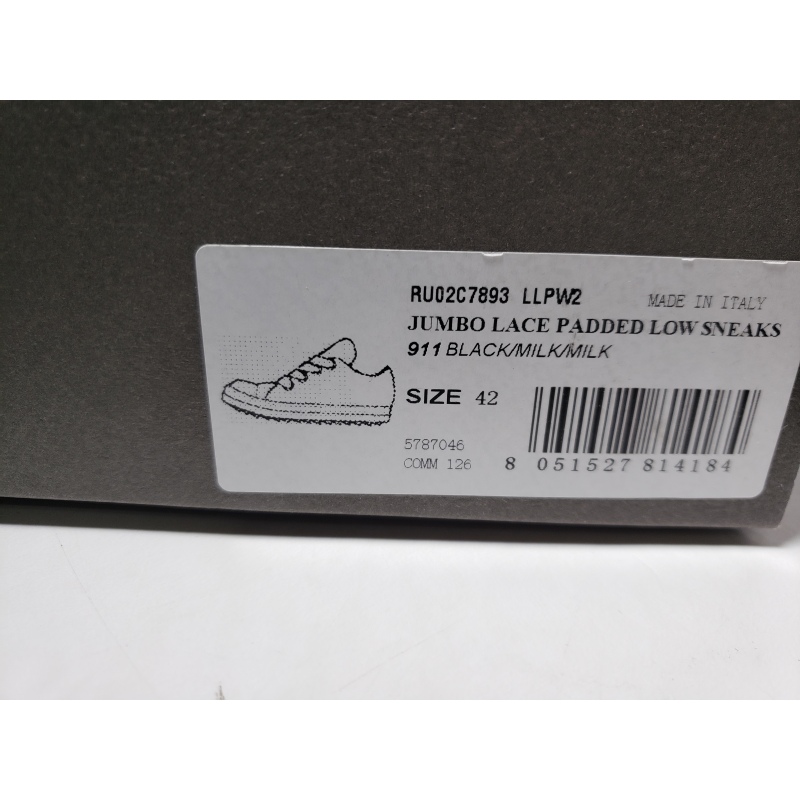 RU02C7893 LLPW2 MADE IN ITALY
JUMBO LACE PADDED LOW SNEAKS
911 BLACK/MILK/MILK
SIZE 42
5787046
COMM 126
8 051527 814184